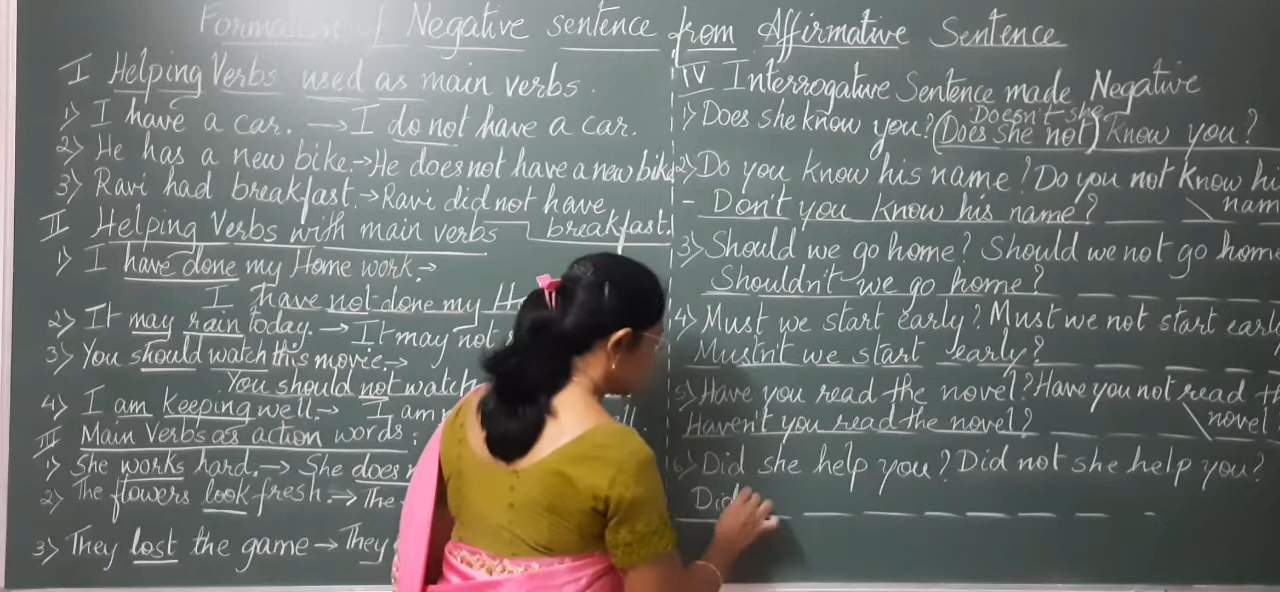 Formation of Negative sentence from Affirmative Sentence
I Helping Verbs used as main verbs.
1) I have a car. → I do not have a car.
2) He has a new bike. → He does not have a new bike
3) Ravi had breakfast. → Ravi did not have
breakfast.
II Helping Verbs with main verbs
1) I have done my Home work. →
I have not done my H
2) It may rain today. → It may not
3) You should watch this movie. →
You should not watch
4) I am keeping well. → I am
III Main Verbs as action words:
1) She works hard. → She does
2) The flowers look fresh. → The
3) They lost the game → They
IV Interrogative Sentence made Negative
Doesn't she
1) Does she know you? (Does she not) Know you?
2) Do you know his name? Do you not know hi
nam
- Don't you know his name?
3) Should we go home? Should we not go home
Shouldn't we go home?
4) Must we start early? Must we not start earl
Mustn't we start early?
5) Have you read the novel? Have you not read th
novel
Haven't you read the novel?
6) Did she help you? Did not she help you?
Did